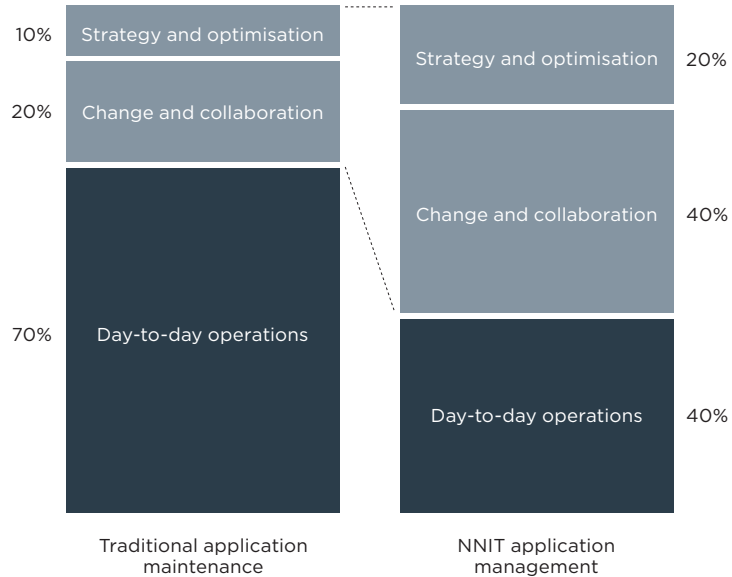 10%
Strategy and optimisation
20%
Change and collaboration
70%
Day-to-day operations
Traditional application
maintenance
Strategy and optimisation
20%
Change and collaboration
40%
Day-to-day operations
40%
NNIT application
management